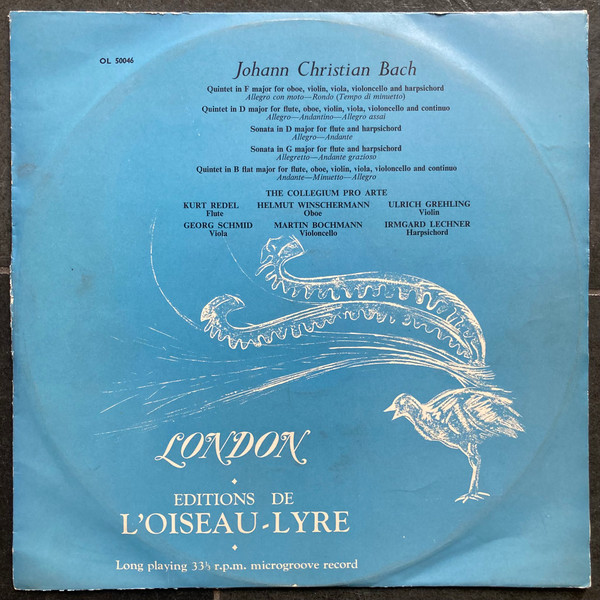 OL 50046
Johann Christian Bach
Quintet in F major for oboe, violin, viola, violoncello and harpsichord
Allegro con moto—Rondo (Tempo di minuetto)
Quintet in D major for flute, oboe, violin, viola, violoncello and continuo
Allegro—Andantino—Allegro assai
Sonata in D major for flute and harpsichord
Allegro—Andante
Sonata in G major for flute and harpsichord
Allegretto—Andante grazioso
Quintet in B flat major for flute, oboe, violin, viola, violoncello and continuo
Andante—Minuetto—Allegro
THE COLLEGIUM PRO ARTE
KURT REDEL HELMUT WINSCHERMANN ULRICH GREHLING
Flute Oboe Violin
GEORG SCHMID MARTIN BOCHMANN IRMGARD LECHNER
Viola Violoncello Harpsichord
LONDON
EDITIONS DE
L'OISEAU-LYRE
Long playing 33⅓ r.p.m. microgroove record